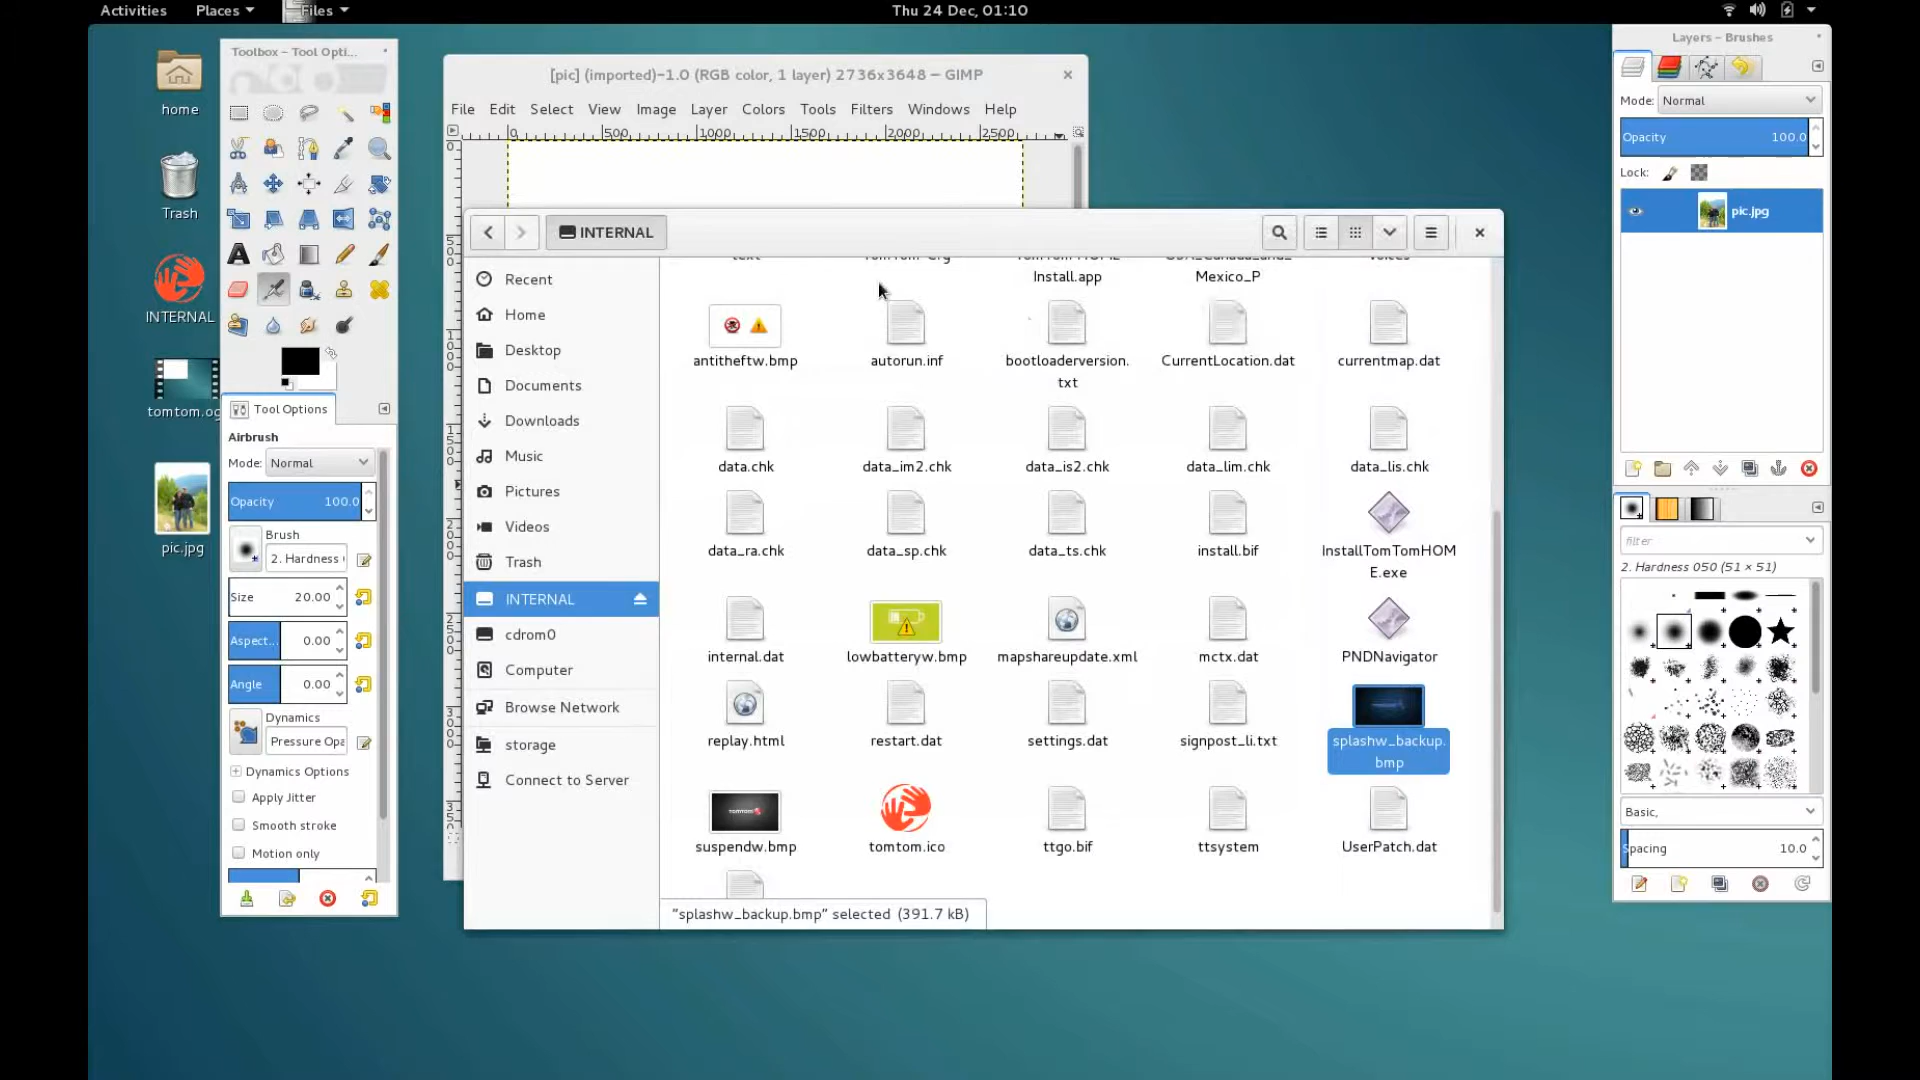 Activities
Places
Files
Thu 24 Dec, 01:10
home
Trash
INTERNAL
tomtom.og
pic.jpg
Toolbox - Tool Opti...
Tool Options
Airbrush
Mode: Normal
Opacity 100.0
Brush
2. Hardness
Size 20.00
Aspect... 0.00
Angle 0.00
Dynamics
Pressure Opa
Dynamics Options
Apply Jitter
Smooth stroke
Motion only
[pic] (imported)-1.0 (RGB color, 1 layer) 2736x3648 – GIMP
File Edit Select View Image Layer Colors Tools Filters Windows Help
0 500 1000 1500 2000 2500
INTERNAL
Recent
Home
Desktop
Documents
Downloads
Music
Pictures
Videos
Trash
INTERNAL
cdrom0
Computer
Browse Network
storage
Connect to Server
Install.app
Mexico_P
antitheftw.bmp
autorun.inf
bootloaderversion.
txt
CurrentLocation.dat
currentmap.dat
data.chk
data_im2.chk
data_is2.chk
data_lim.chk
data_lis.chk
data_ra.chk
data_sp.chk
data_ts.chk
install.bif
InstallTomTomHOM
E.exe
internal.dat
lowbatteryw.bmp
mapshareupdate.xml
mctx.dat
PNDNavigator
replay.html
restart.dat
settings.dat
signpost_li.txt
splashw_backup.
bmp
suspendw.bmp
tomtom.ico
ttgo.bif
ttsystem
UserPatch.dat
"splashw_backup.bmp" selected (391.7 kB)
Layers - Brushes
Mode: Normal
Opacity 100.0
Lock:
pic.jpg
filter
2. Hardness 050 (51 × 51)
Basic,
Spacing 10.0